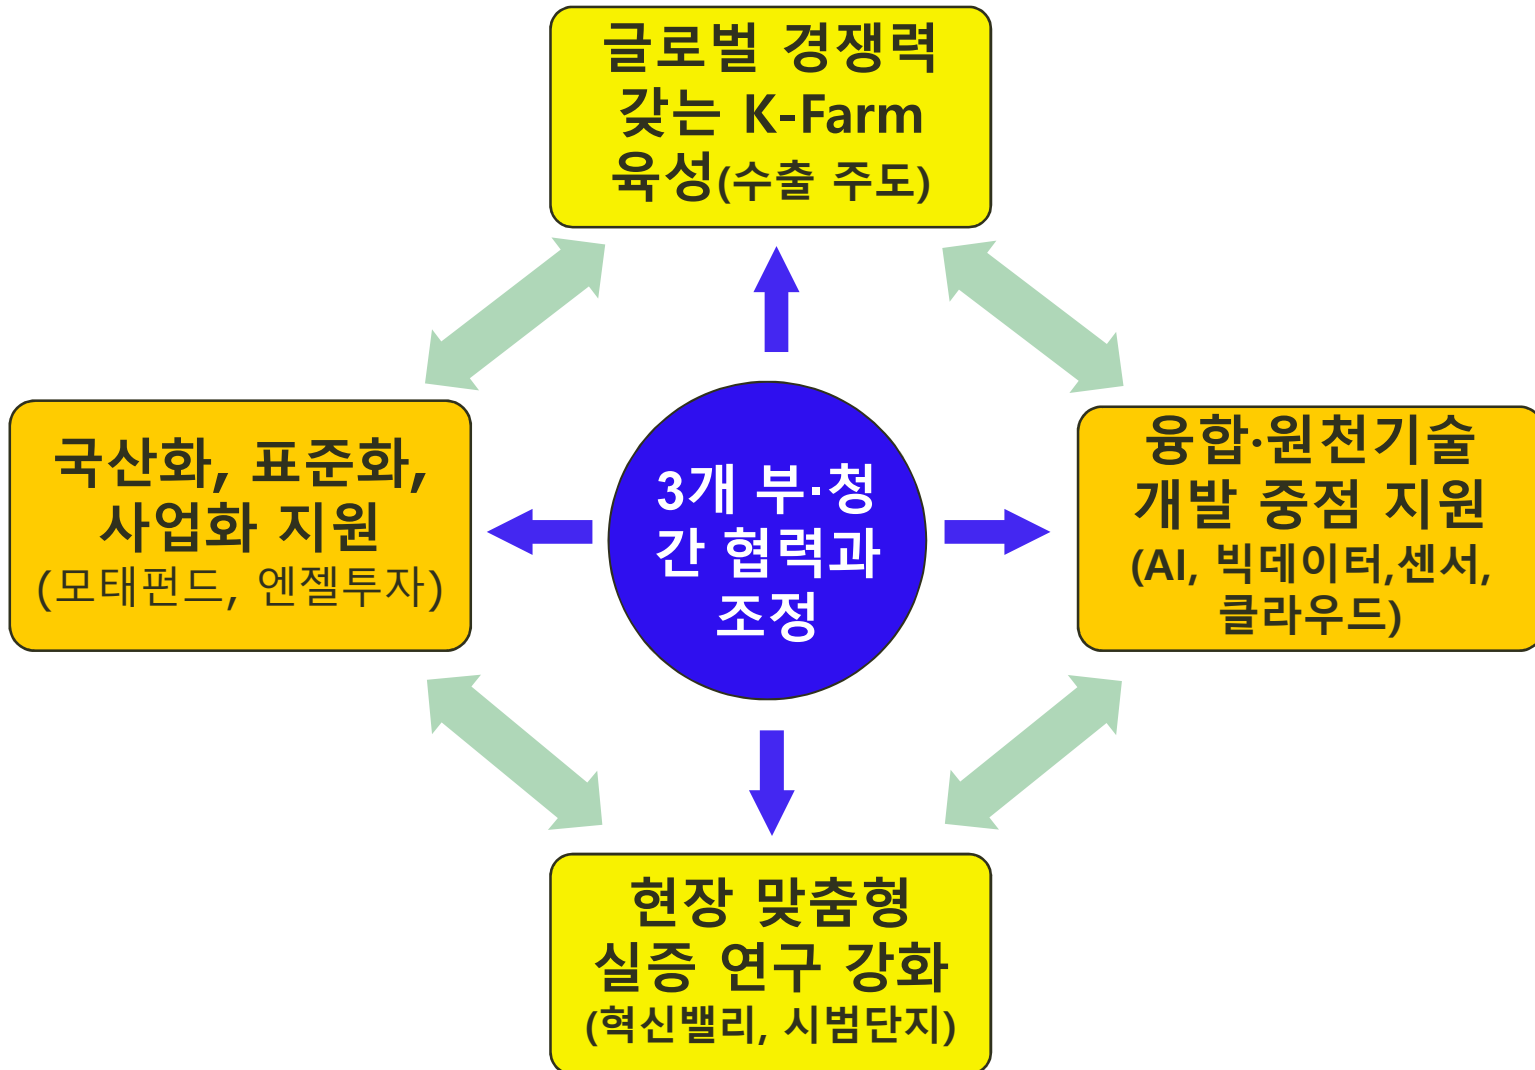 글로벌 경쟁력
갖는 K-Farm
육성(수출 주도)
국산화, 표준화,
사업화 지원
(모태펀드, 엔젤투자)
3개 부·청
간 협력과
조정
융합·원천기술
개발 중점 지원
(AI, 빅데이터,센서,
클라우드)
현장 맞춤형
실증 연구 강화
(혁신밸리, 시범단지)